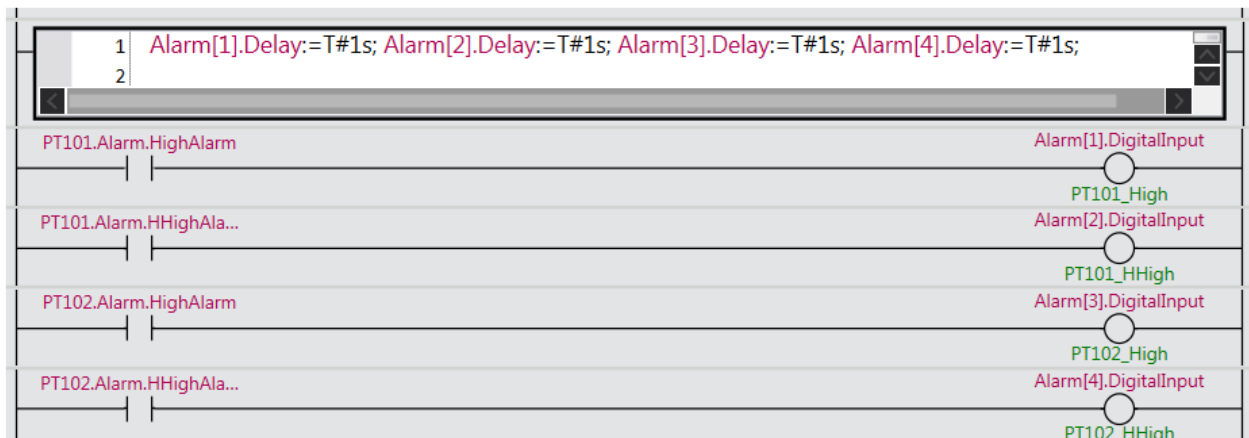 1 Alarm[1].Delay:=T#1s; Alarm[2].Delay:=T#1s; Alarm[3].Delay:=T#1s; Alarm[4].Delay:=T#1s;
2
PT101.Alarm.HighAlarm Alarm[1].DigitalInput
PT101_High
PT101.Alarm.HHighAla... Alarm[2].DigitalInput
PT101_HHigh
PT102.Alarm.HighAlarm Alarm[3].DigitalInput
PT102_High
PT102.Alarm.HHighAla... Alarm[4].DigitalInput
PT102_HHigh